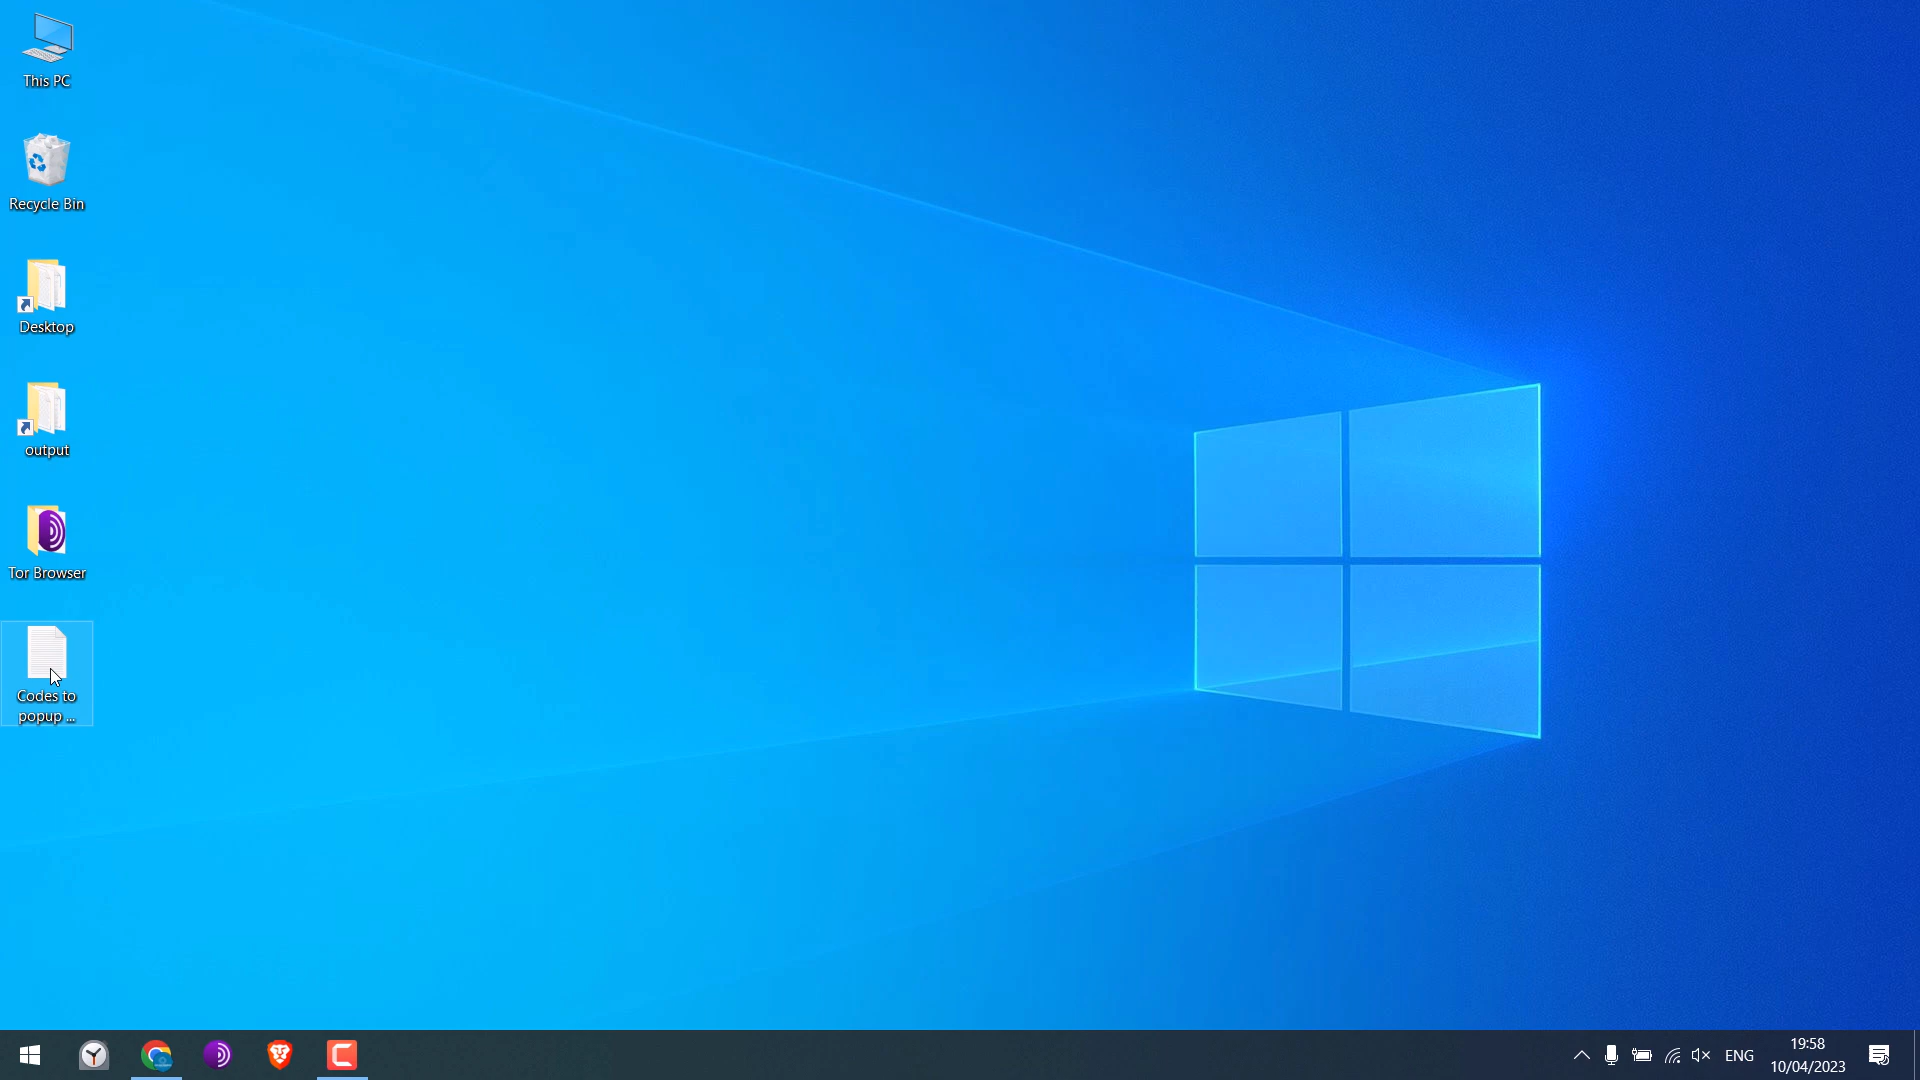 This PC
Recycle Bin
Desktop
output
Tor Browser
Codes to
popup ...
ENG
19:58
10/04/2023